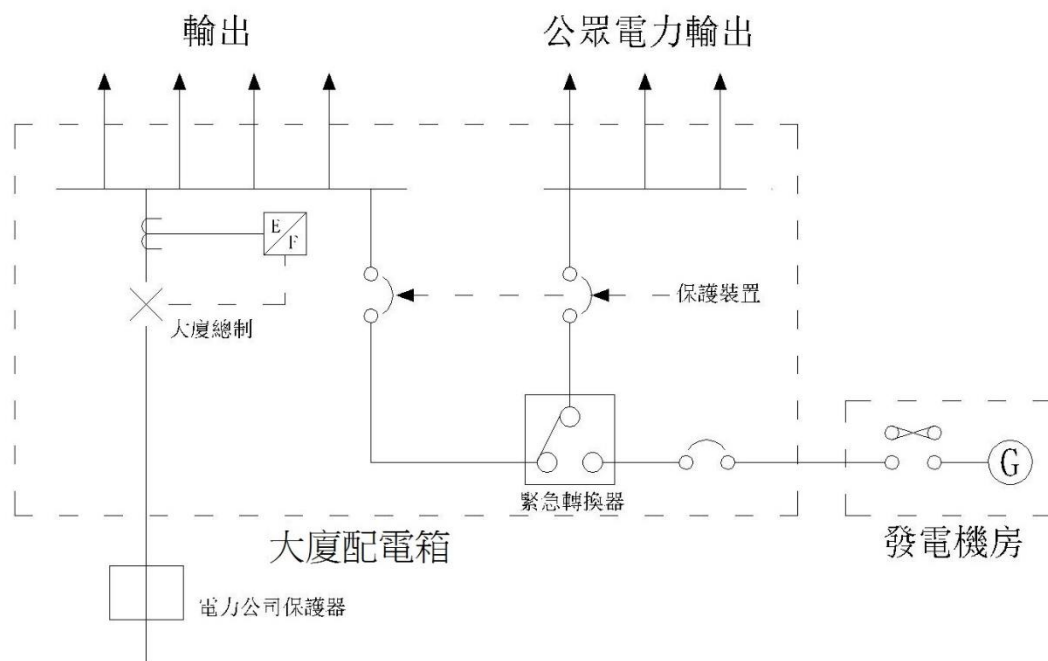 輸出
公眾電力輸出
E
F
保護裝置
大廈總制
G
緊急轉換器
大廈配電箱
發電機房
電力公司保護器